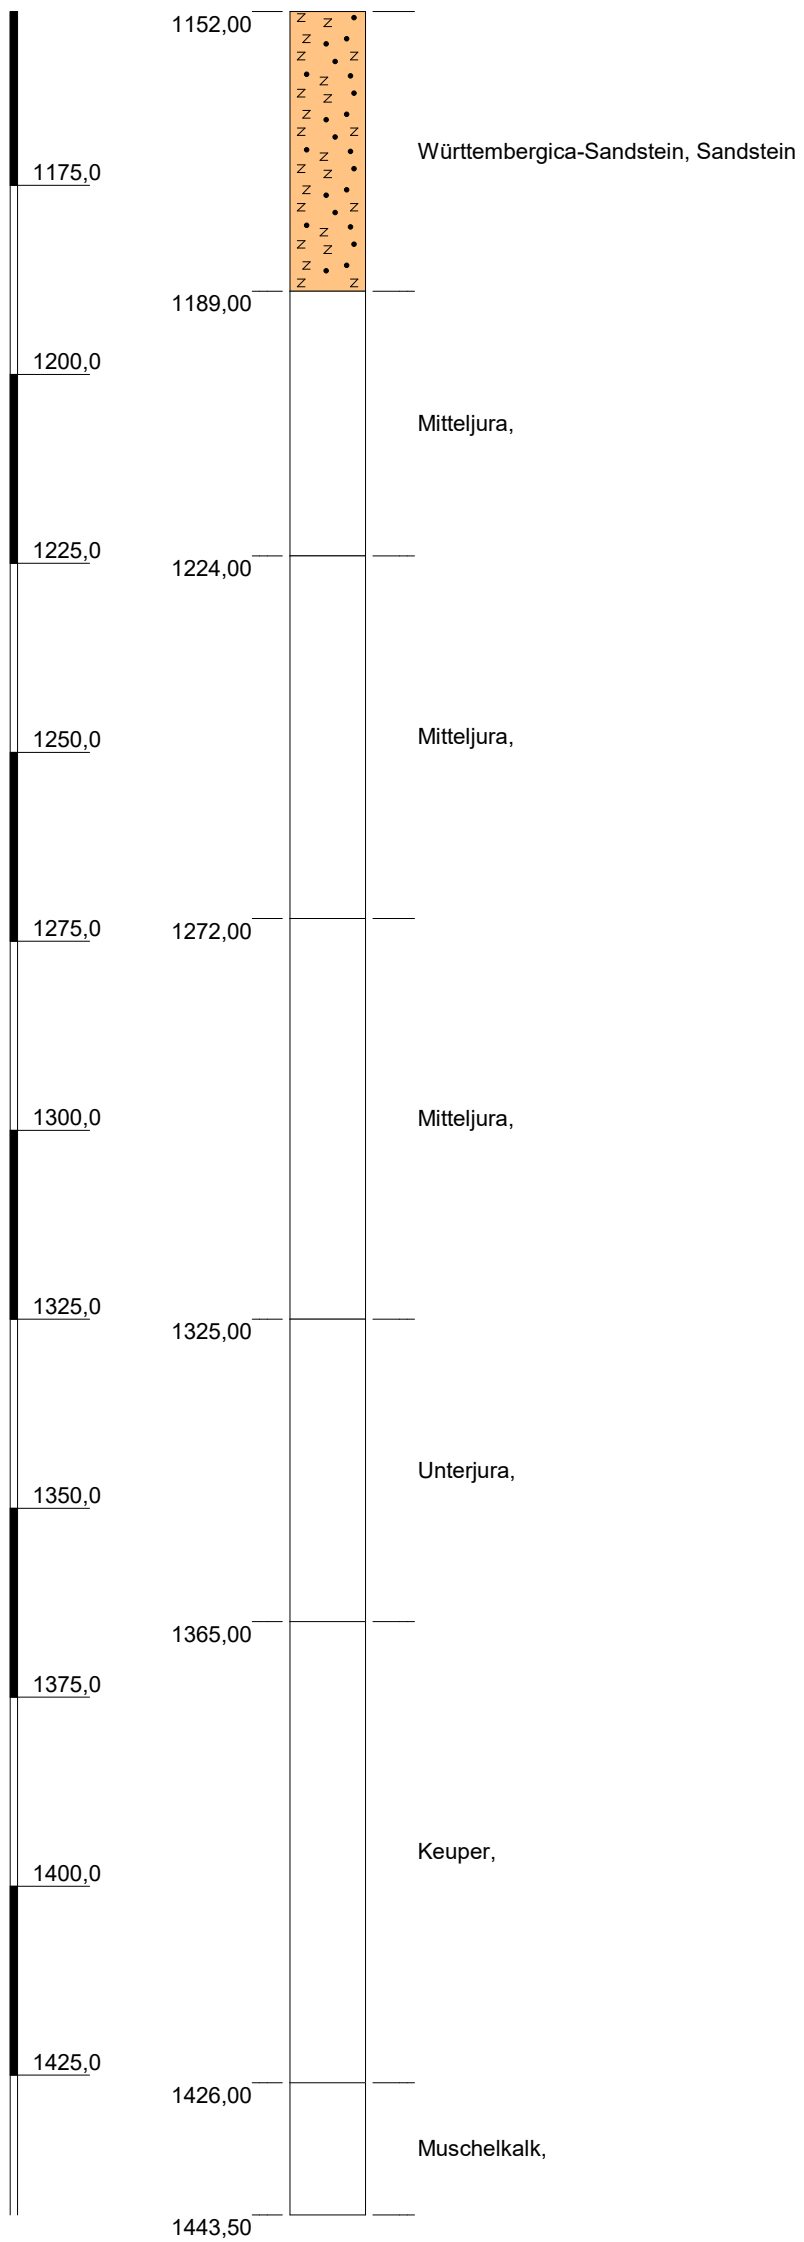 1152,00
Württembergica-Sandstein, Sandstein
1175,0
1189,00
1200,0
Mitteljura,
1225,0
1224,00
1250,0
Mitteljura,
1275,0
1272,00
1300,0
Mitteljura,
1325,0
1325,00
Unterjura,
1350,0
1365,00
1375,0
Keuper,
1400,0
1425,0
1426,00
Muschelkalk,
1443,50